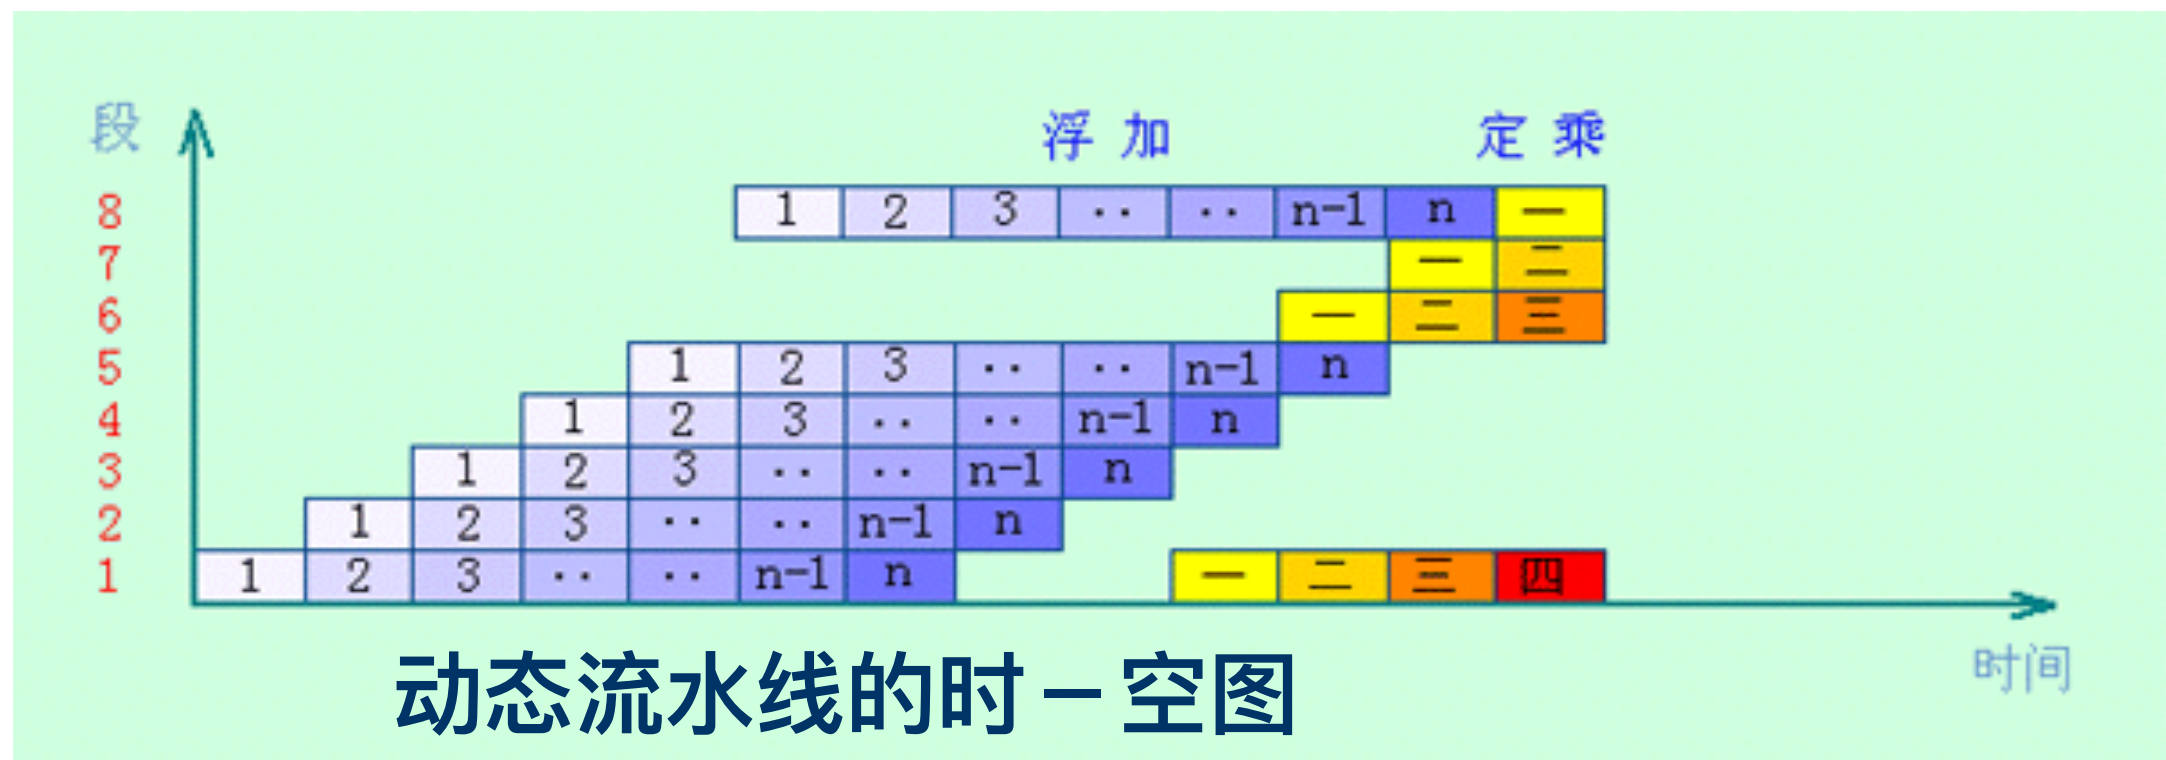 段 浮加 定乘
8 1 2 3 ·· ·· n-1 n 一
7 一 二
6 一 二 三
5 1 2 3 ·· ·· n-1 n
4 1 2 3 ·· ·· n-1 n
3 1 2 3 ·· ·· n-1 n
2 1 2 3 ·· ·· n-1 n
1 1 2 3 ·· ·· n-1 n 一 二 三 四
时间
动态流水线的时－空图